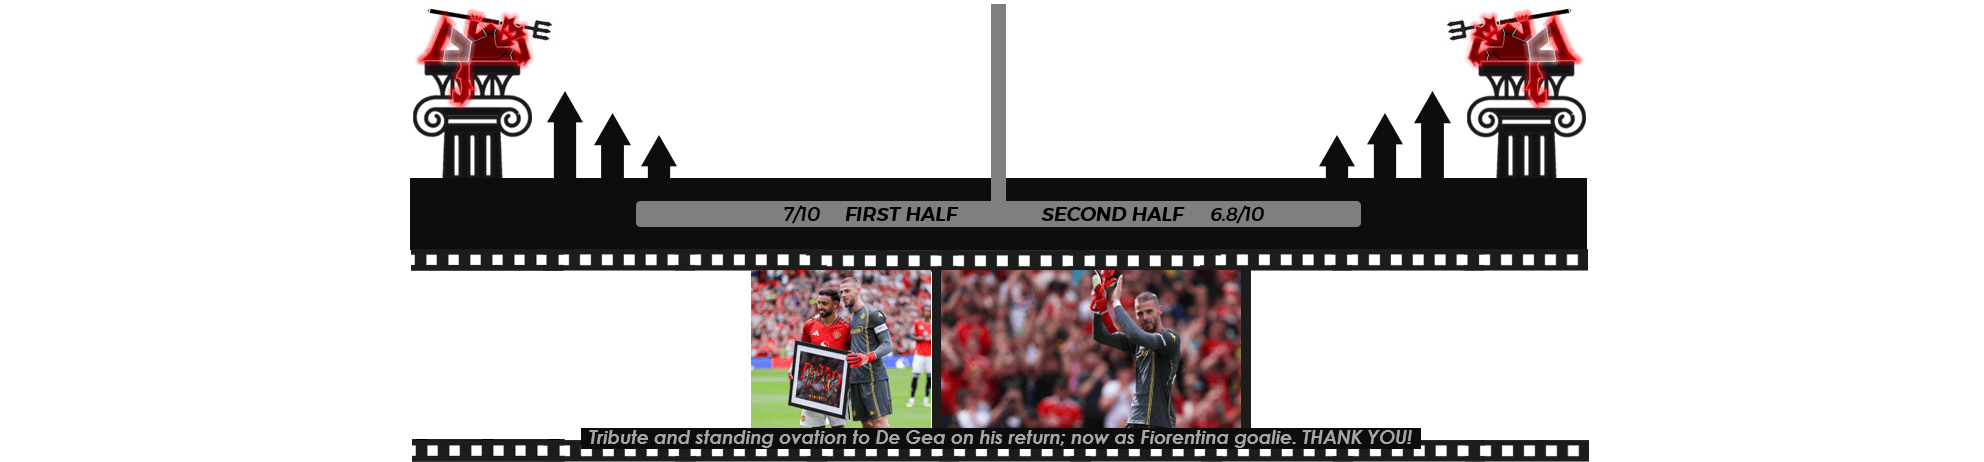 7/10 FIRST HALF SECOND HALF 6.8/10
Tribute and standing ovation to De Gea on his return; now as Fiorentina goalie. THANK YOU!